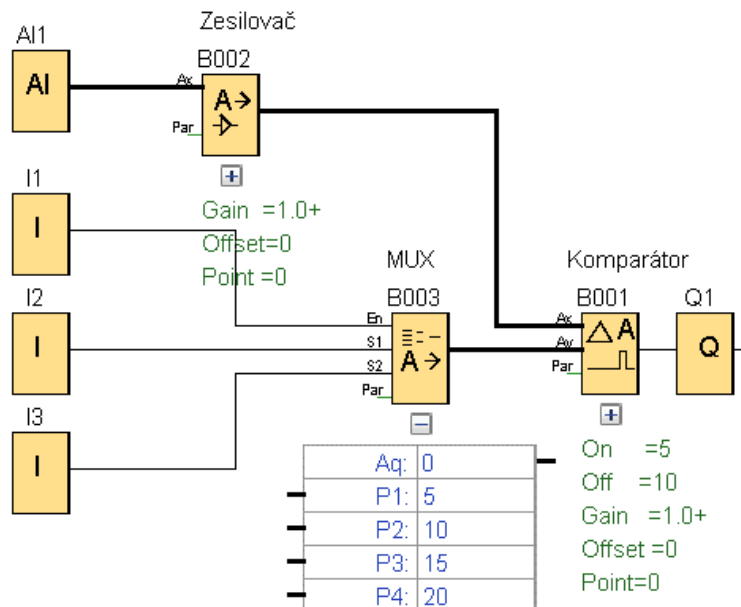 Zesilovač
AI1
B002
AI
Ax
A→
Par
I1
I
Gain =1.0+
Offset=0
Point =0
MUX
Komparátor
I2
B003
B001
Q1
En
Ax
I
S1
A→
Ay
Δ A
Q
S2
Par
Par
I3
I
On =5
Off =10
Gain =1.0+
Offset =0
Point=0
Aq: 0
P1: 5
P2: 10
P3: 15
P4: 20